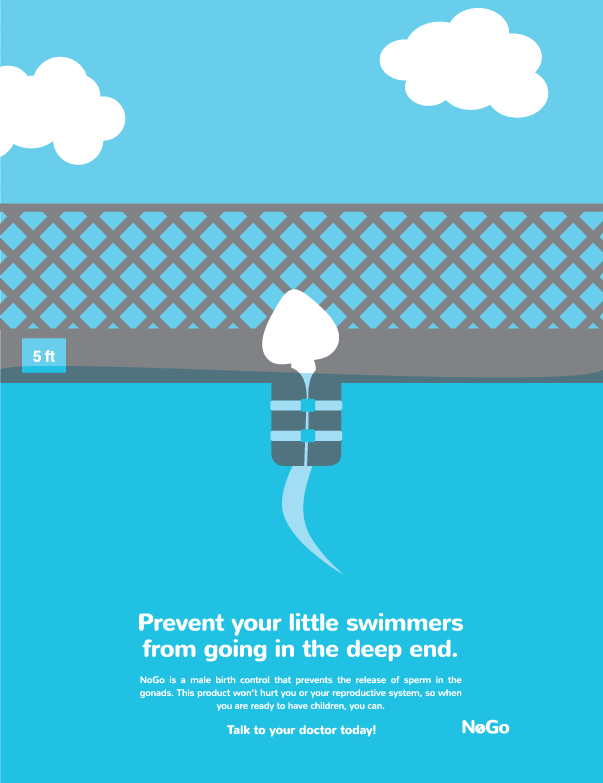 5 ft
Prevent your little swimmers
from going in the deep end.
NoGo is a male birth control that prevents the release of sperm in the
gonads. This product won't hurt you or your reproductive system, so when
you are ready to have children, you can.
Talk to your doctor today!
NøGo